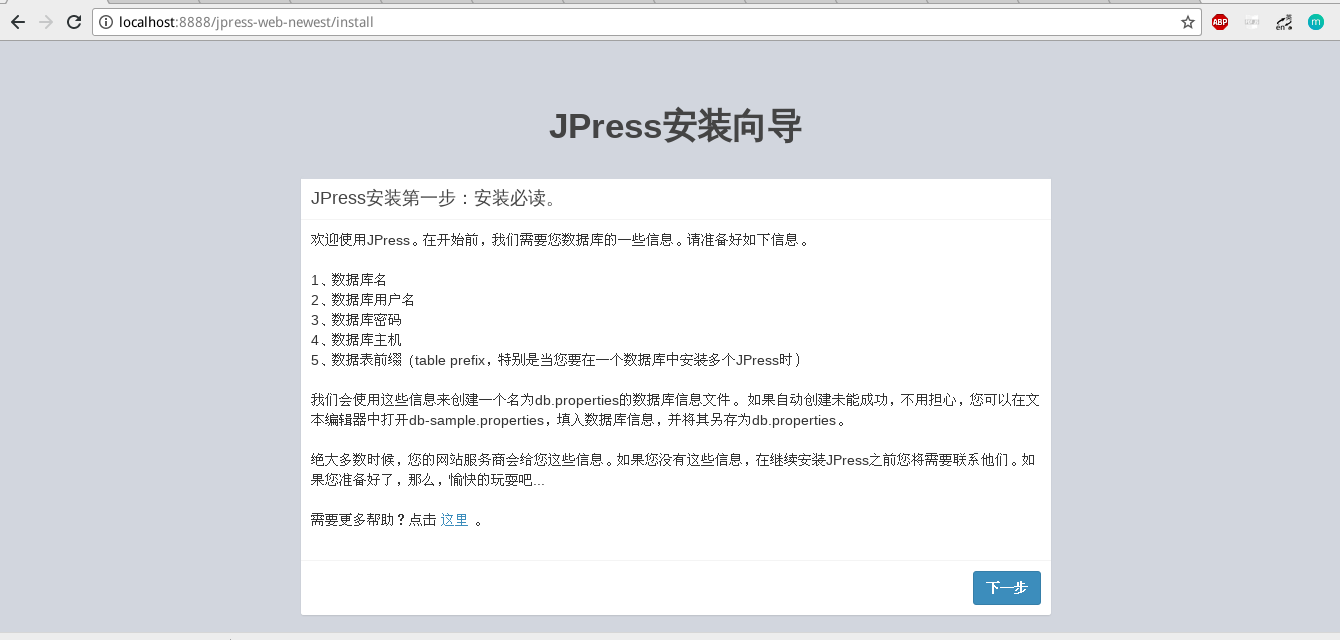 localhost:8888/jpress-web-newest/install
ABP
en
m
JPress安装向导
JPress安装第一步：安装必读。
欢迎使用JPress。在开始前，我们需要您数据库的一些信息。请准备好如下信息。
1、数据库名
2、数据库用户名
3、数据库密码
4、数据库主机
5、数据表前缀（table prefix，特别是当您要在一个数据库中安装多个JPress时）
我们会使用这些信息来创建一个名为db.properties的数据库信息文件。 如果自动创建未能成功，不用担心，您可以在文
本编辑器中打开db-sample.properties，填入数据库信息，并将其另存为db.properties。
绝大多数时候，您的网站服务商会给您这些信息。如果您没有这些信息，在继续安装JPress之前您将需要联系他们。如
果您准备好了，那么，愉快的玩耍吧...
需要更多帮助？点击 这里 。
下一步